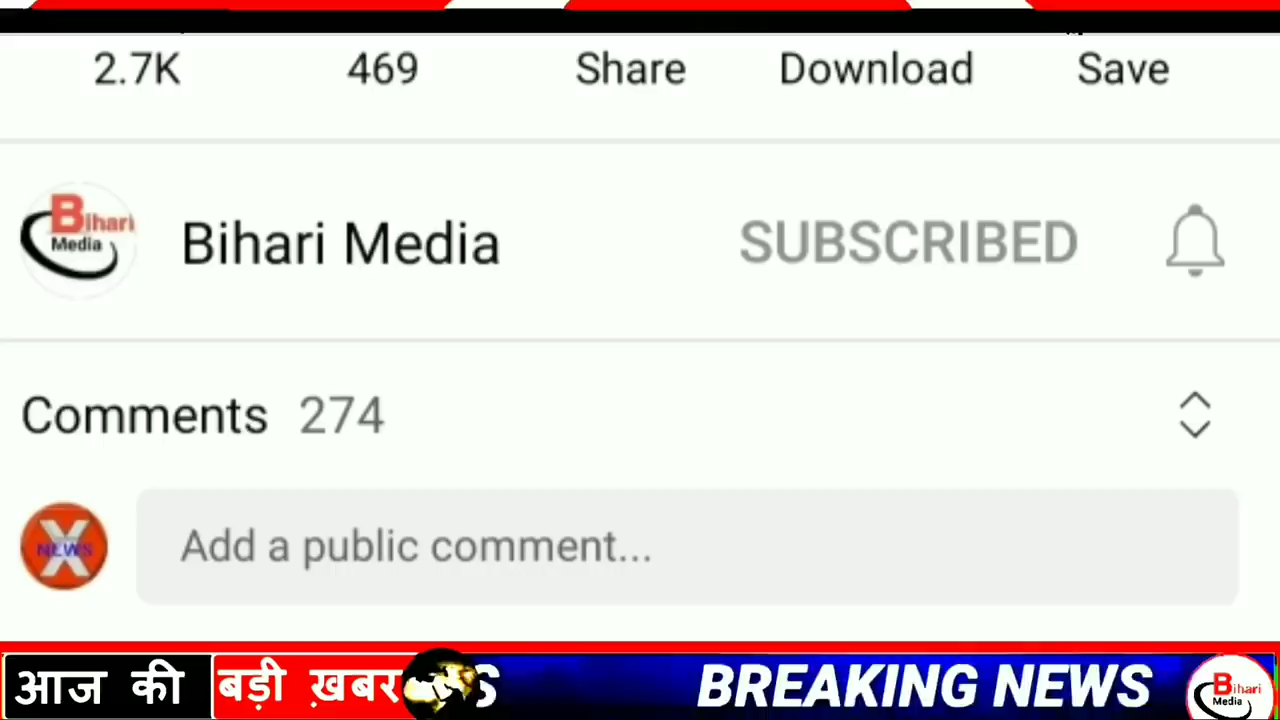 2.7K 469 Share Download Save
Bihari Media
Bihari Media SUBSCRIBED
Comments 274
X NEWS
Add a public comment...
आज की बड़ी ख़बर S BREAKING NEWS
Bihari Media